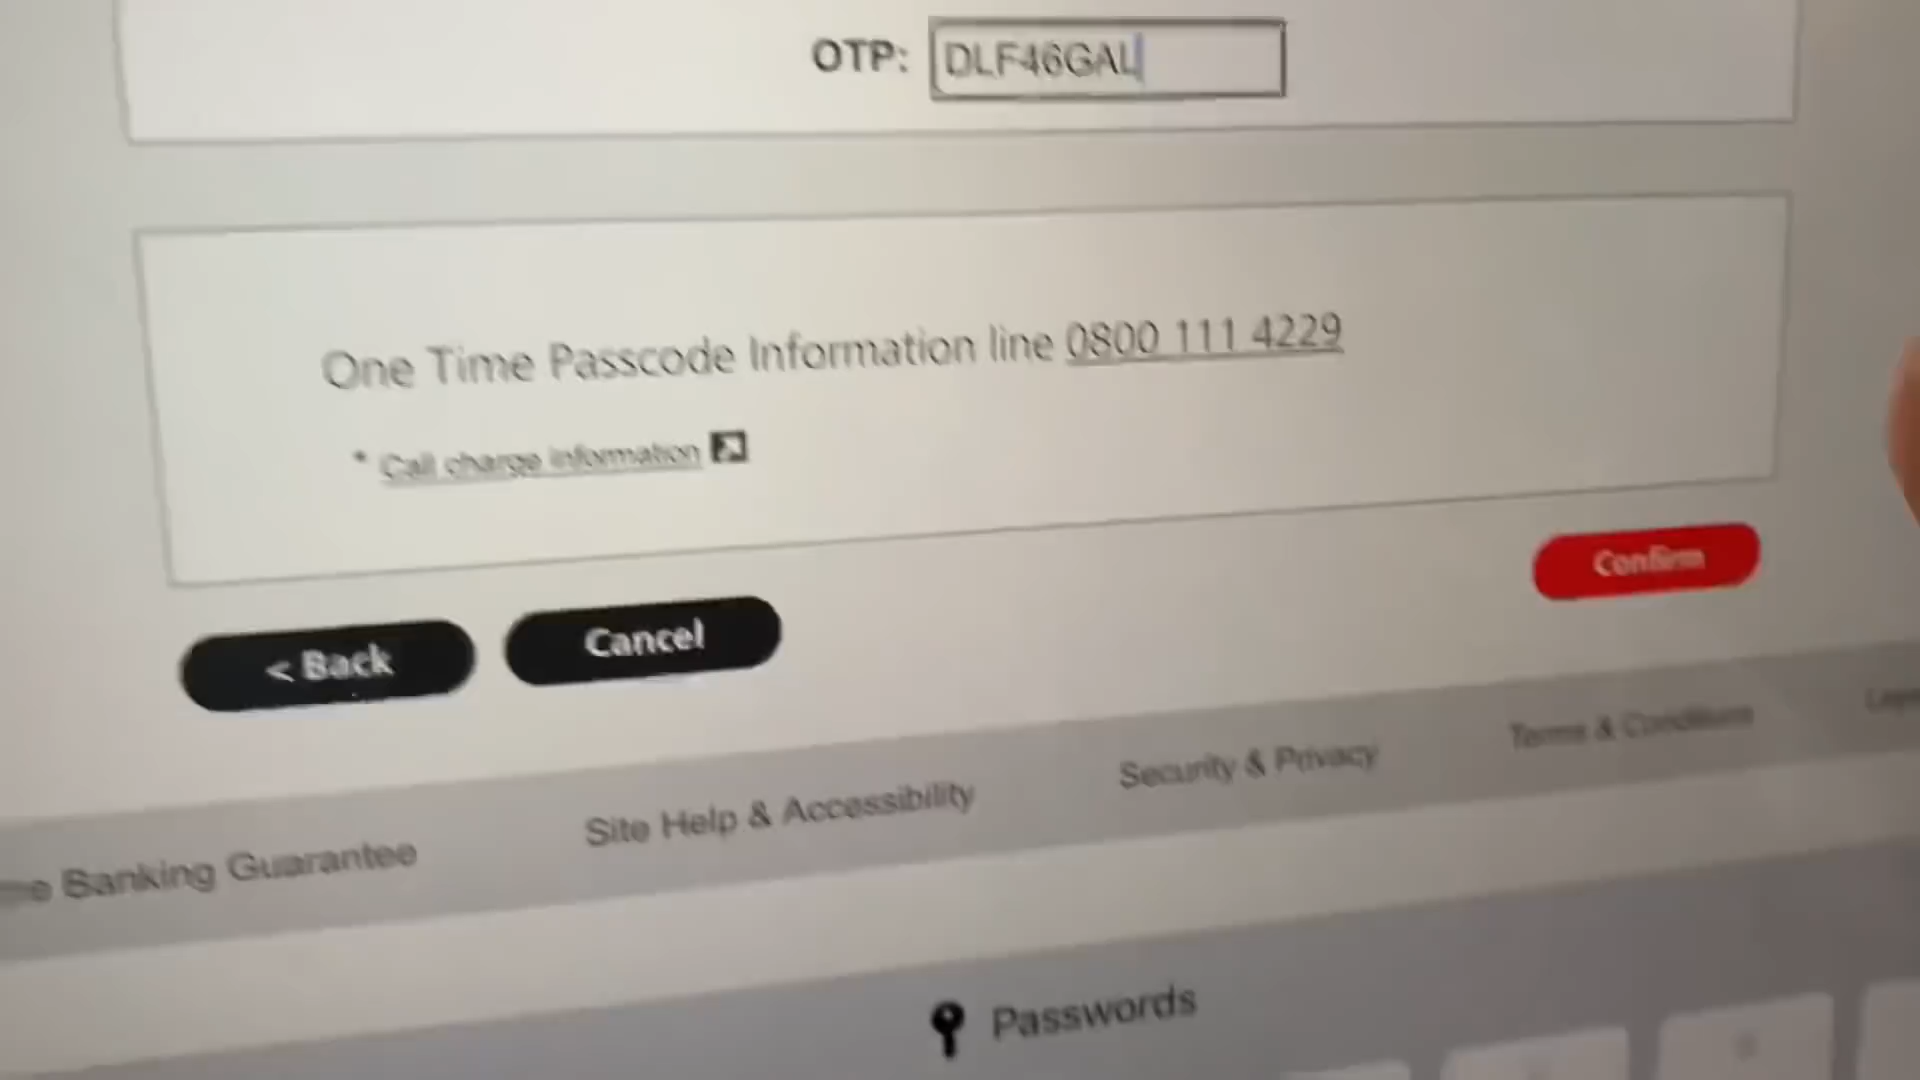 OTP: DLF46GAL
One Time Passcode Information line 0800 111 4229
* Call charge information
Confirm
< Back
Cancel
Banking Guarantee
Site Help & Accessibility
Security & Privacy
Terms & Conditions
Passwords